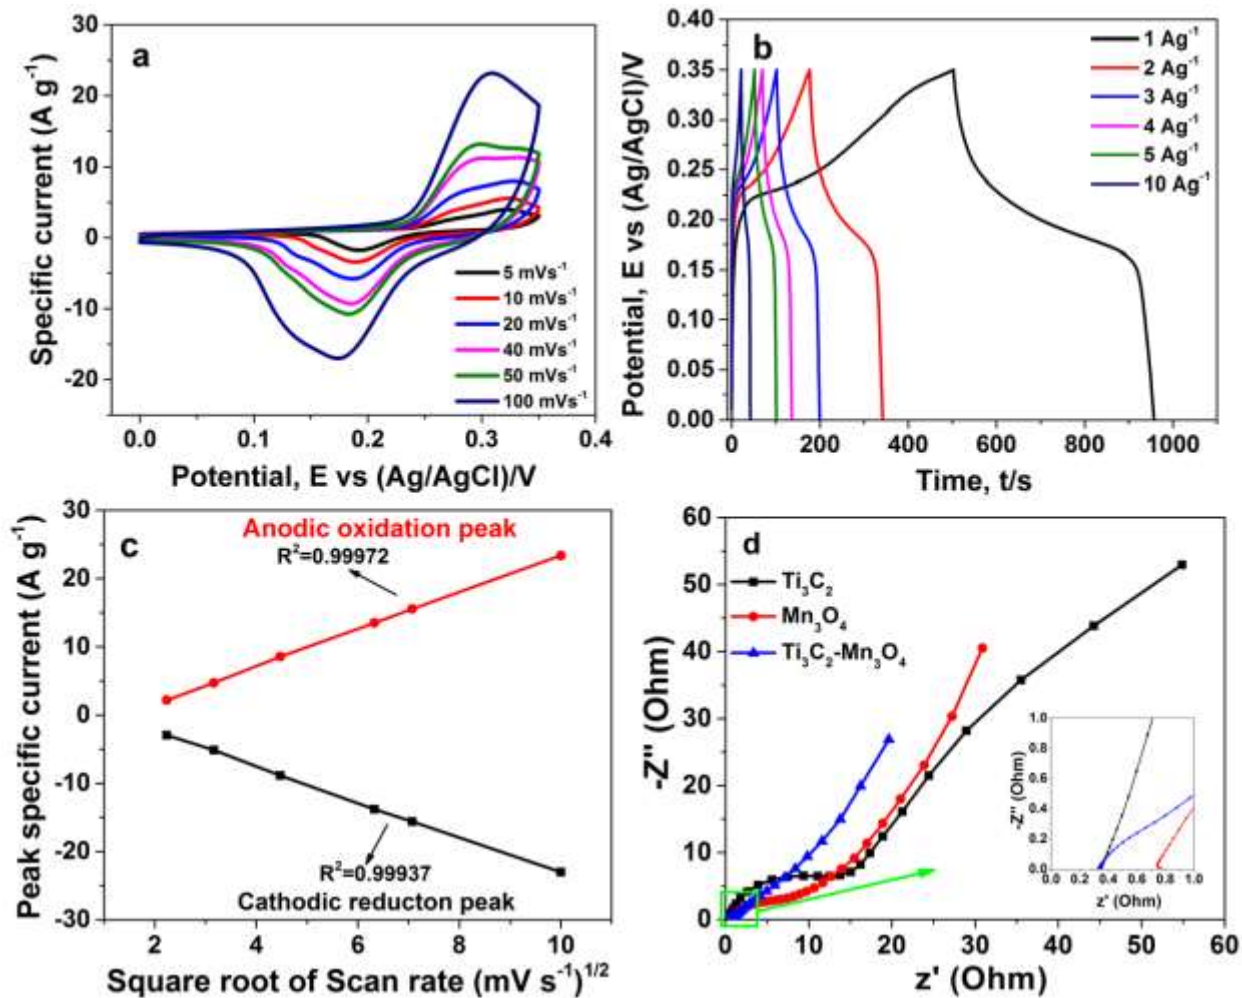 a
Specific current (A g⁻¹)
30
20
10
0
-10
-20
0.0 0.1 0.2 0.3 0.4
Potential, E vs (Ag/AgCl)/V
5 mVs⁻¹
10 mVs⁻¹
20 mVs⁻¹
40 mVs⁻¹
50 mVs⁻¹
100 mVs⁻¹
b
Potential, E vs (Ag/AgCl)/V
0.40
0.35
0.30
0.25
0.20
0.15
0.10
0.05
0.00
0 200 400 600 800 1000
Time, t/s
1 Ag⁻¹
2 Ag⁻¹
3 Ag⁻¹
4 Ag⁻¹
5 Ag⁻¹
10 Ag⁻¹
c
Peak specific current (A g⁻¹)
30
20
10
0
-10
-20
-30
Anodic oxidation peak
R²=0.99972
R²=0.99937
Cathodic reducton peak
2 4 6 8 10
Square root of Scan rate (mV s⁻¹)¹/²
d
-Z'' (Ohm)
60
50
40
30
20
10
0
Ti₃C₂
Mn₃O₄
Ti₃C₂-Mn₃O₄
0 10 20 30 40 50 60
z' (Ohm)
-Z'' (Ohm)
1.0
0.8
0.6
0.4
0.2
0.0
0.0 0.2 0.4 0.6 0.8 1.0
z' (Ohm)